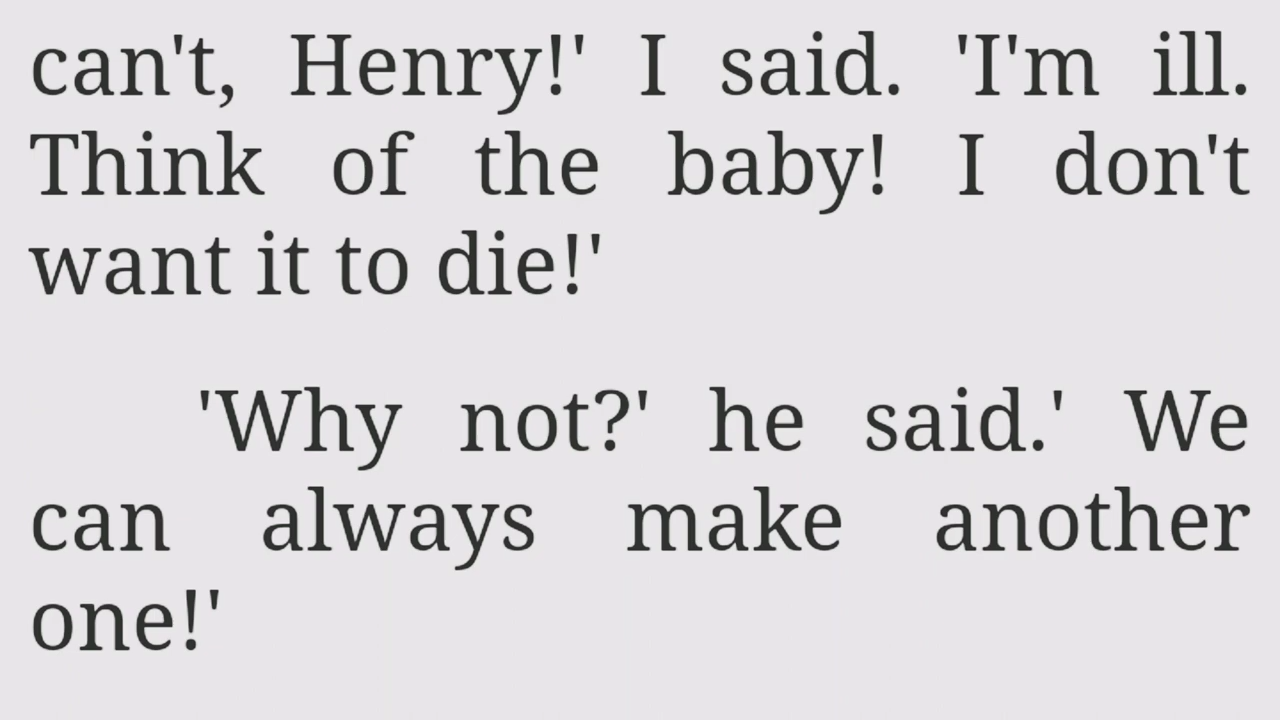 can't, Henry!' I said. 'I'm ill.
Think of the baby! I don't
want it to die!'
'Why not?' he said.' We
can always make another
one!'